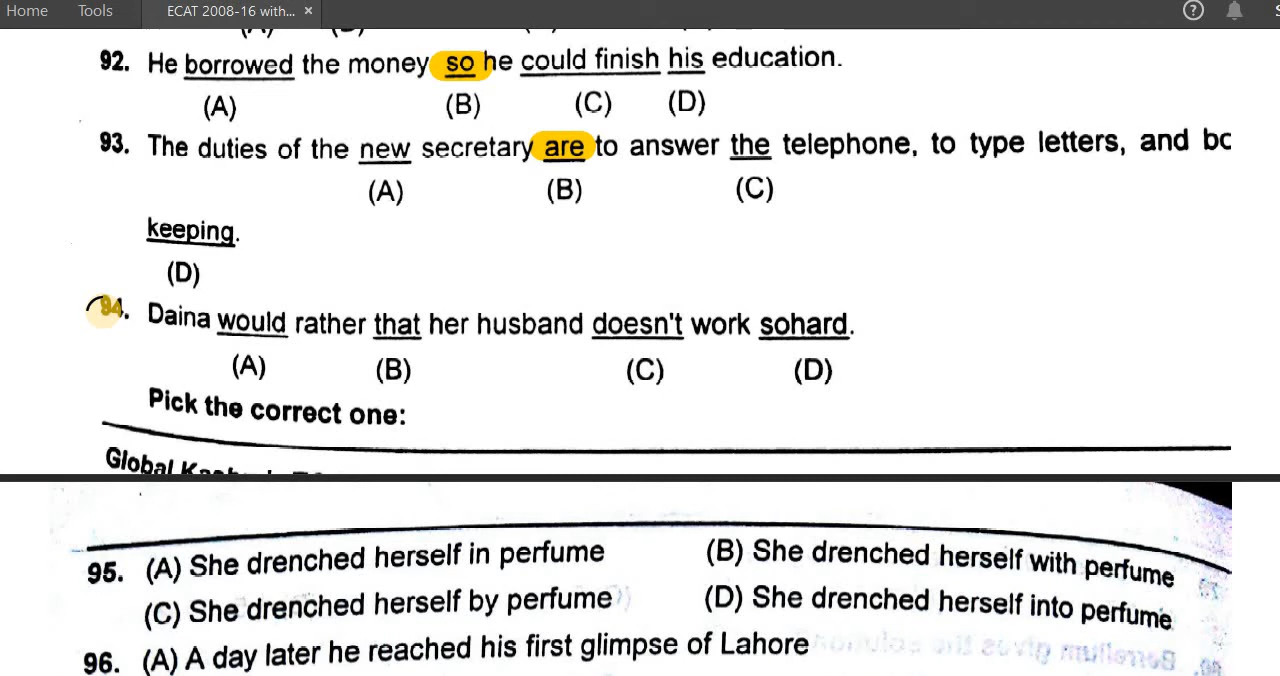 Home Tools ECAT 2008-16 with... ×
92. He borrowed the money so he could finish his education.
(A) (B) (C) (D)
93. The duties of the new secretary are to answer the telephone, to type letters, and bo
(A) (B) (C)
keeping.
(D)
94. Daina would rather that her husband doesn't work sohard.
(A) (B) (C) (D)
Pick the correct one:
Global
95. (A) She drenched herself in perfume (B) She drenched herself with perfume
(C) She drenched herself by perfume (D) She drenched herself into perfume
96. (A) A day later he reached his first glimpse of Lahore